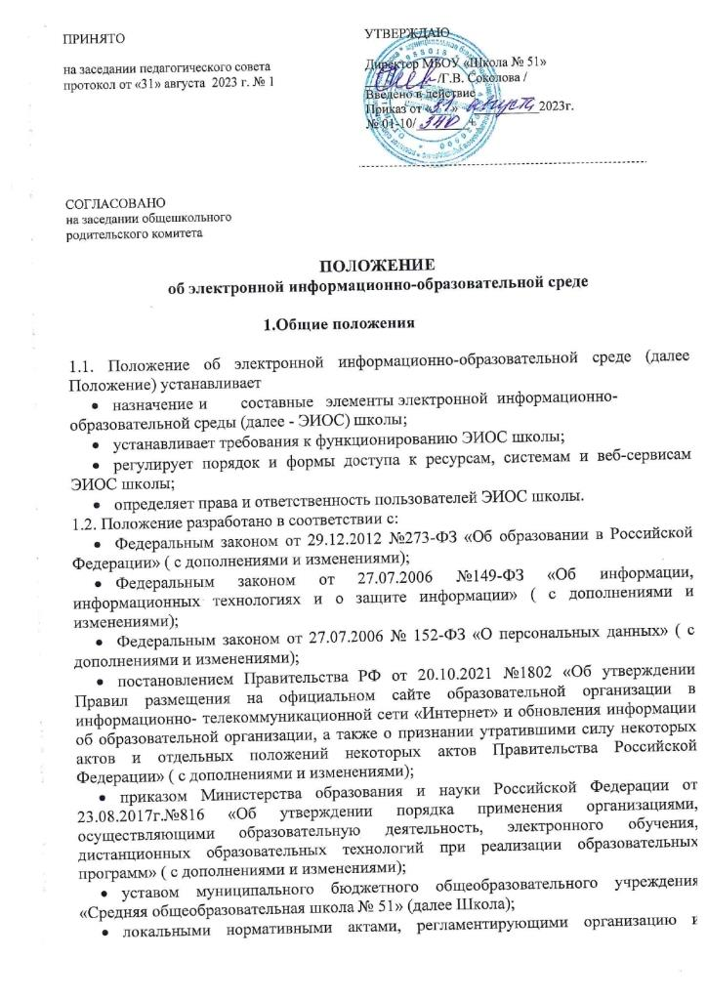 ПРИНЯТО
на заседании педагогического совета
протокол от «31» августа 2023 г. № 1
УТВЕРЖДАЮ
Директор МБОУ «Школа № 51»
/Г.В. Соколова /
Введено в действие
Приказ от «31» августа 2023г.
№ 01-10/ 340
СОГЛАСОВАНО
на заседании общешкольного
родительского комитета
ПОЛОЖЕНИЕ
об электронной информационно-образовательной среде
1.Общие положения
1.1. Положение об электронной информационно-образовательной среде (далее
Положение) устанавливает
• назначение и составные элементы электронной информационно-
образовательной среды (далее - ЭИОС) школы;
• устанавливает требования к функционированию ЭИОС школы;
• регулирует порядок и формы доступа к ресурсам, системам и веб-сервисам
ЭИОС школы;
• определяет права и ответственность пользователей ЭИОС школы.
1.2. Положение разработано в соответствии с:
• Федеральным законом от 29.12.2012 №273-ФЗ «Об образовании в Российской
Федерации» ( с дополнениями и изменениями);
• Федеральным законом от 27.07.2006 №149-ФЗ «Об информации,
информационных технологиях и о защите информации» ( с дополнениями и
изменениями);
• Федеральным законом от 27.07.2006 № 152-ФЗ «О персональных данных» ( с
дополнениями и изменениями);
• постановлением Правительства РФ от 20.10.2021 №1802 «Об утверждении
Правил размещения на официальном сайте образовательной организации в
информационно- телекоммуникационной сети «Интернет» и обновления информации
об образовательной организации, а также о признании утратившими силу некоторых
актов и отдельных положений некоторых актов Правительства Российской
Федерации» ( с дополнениями и изменениями);
• приказом Министерства образования и науки Российской Федерации от
23.08.2017г.№816 «Об утверждении порядка применения организациями,
осуществляющими образовательную деятельность, электронного обучения,
дистанционных образовательных технологий при реализации образовательных
программ» ( с дополнениями и изменениями);
• уставом муниципального бюджетного общеобразовательного учреждения
«Средняя общеобразовательная школа № 51» (далее Школа);
• локальными нормативными актами, регламентирующими организацию и